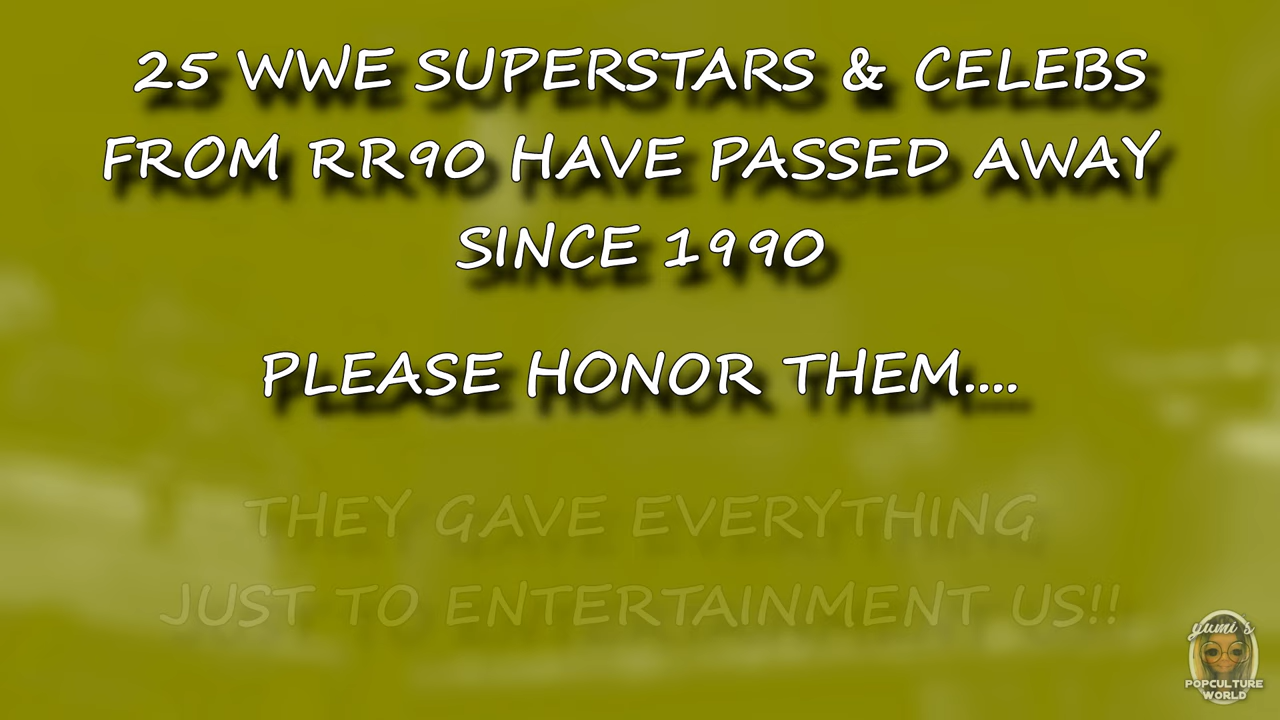 25 WWE SUPERSTARS & CELEBS
FROM RR90 HAVE PASSED AWAY
SINCE 1990
PLEASE HONOR THEM....
THEY GAVE EVERYTHING
JUST TO ENTERTAINMENT US!!
yumi's
POPCULTURE
WORLD